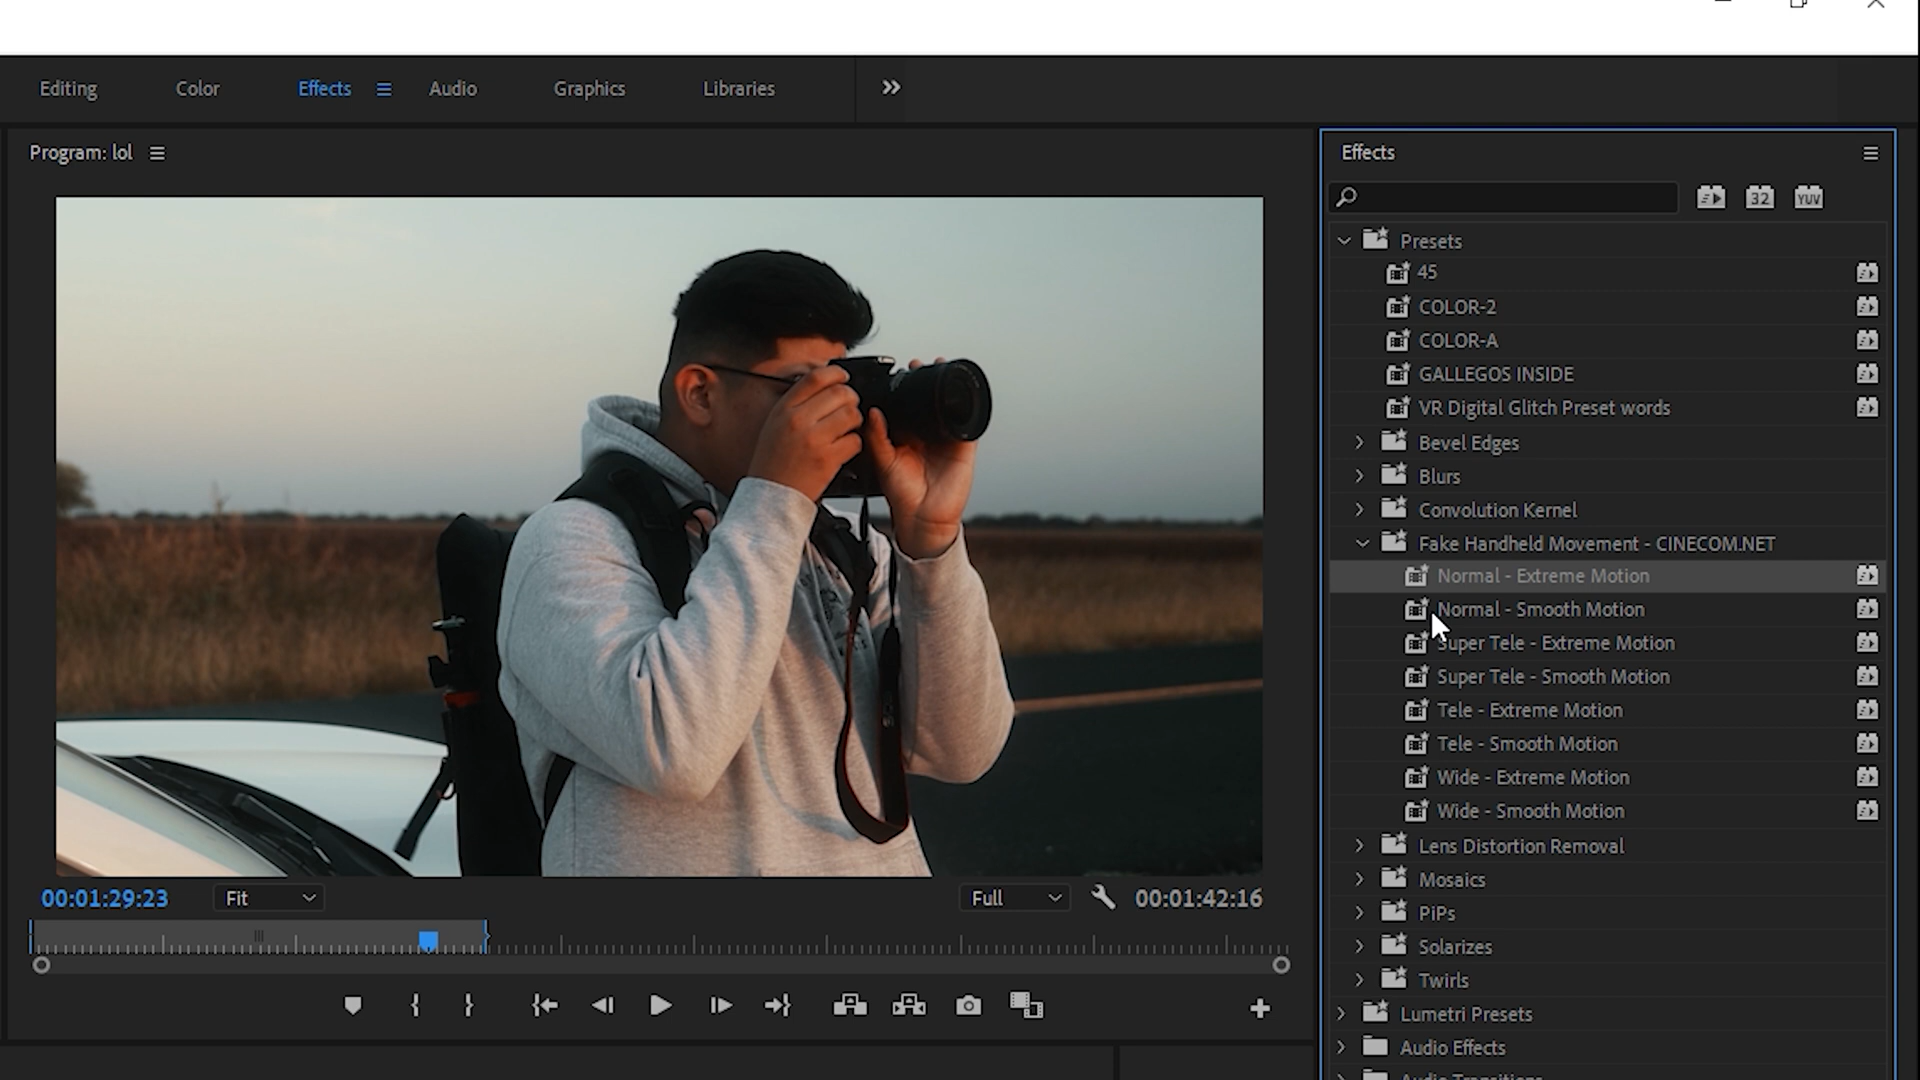 Editing Color Effects Audio Graphics Libraries
Program: lol
Effects
32 YUV
Presets
45
COLOR-2
COLOR-A
GALLEGOS INSIDE
VR Digital Glitch Preset words
Bevel Edges
Blurs
Convolution Kernel
Fake Handheld Movement - CINECOM.NET
Normal - Extreme Motion
Normal - Smooth Motion
Super Tele - Extreme Motion
Super Tele - Smooth Motion
Tele - Extreme Motion
Tele - Smooth Motion
Wide - Extreme Motion
Wide - Smooth Motion
Lens Distortion Removal
Mosaics
PiPs
Solarizes
Twirls
Lumetri Presets
Audio Effects
00:01:29:23 Fit Full 00:01:42:16